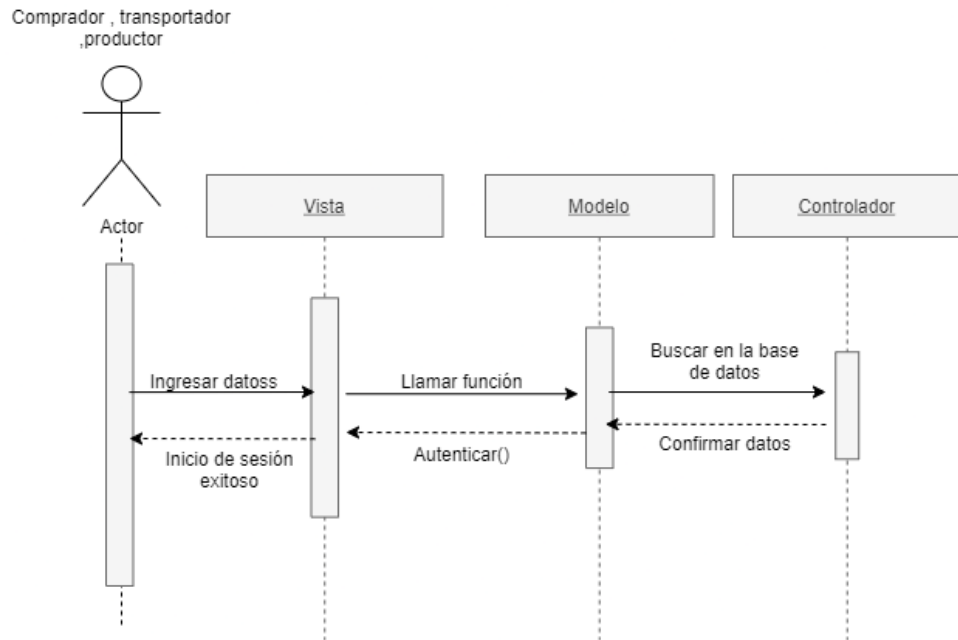 Comprador , transportador
,productor
Actor
Vista
Modelo
Controlador
Ingresar datoss
Llamar función
Buscar en la base
de datos
Inicio de sesión
exitoso
Autenticar()
Confirmar datos